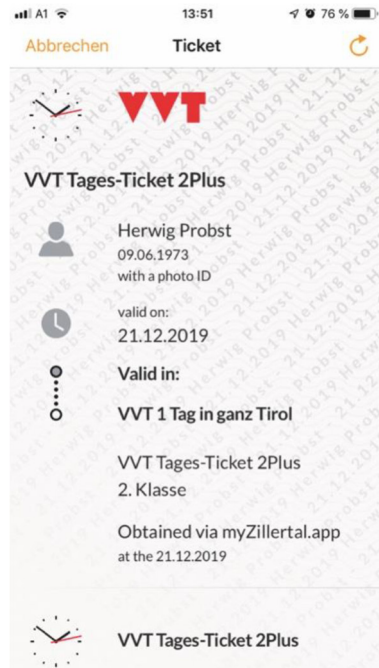 A1 13:51 76 %
Abbrechen Ticket
VVT
VVT Tages-Ticket 2Plus
Herwig Probst
09.06.1973
with a photo ID
valid on:
21.12.2019
Valid in:
VVT 1 Tag in ganz Tirol
VVT Tages-Ticket 2Plus
2. Klasse
Obtained via myZillertal.app
at the 21.12.2019
VVT Tages-Ticket 2Plus